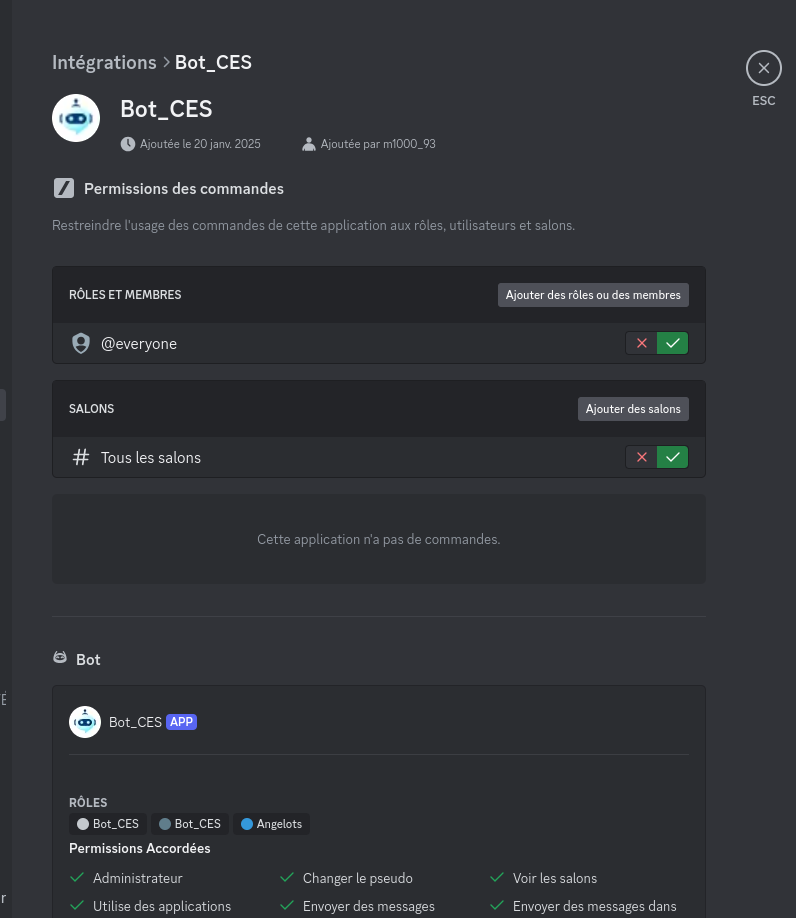 Intégrations > Bot_CES
ESC
Bot_CES
Ajoutée le 20 janv. 2025 Ajoutée par m1000_93
Permissions des commandes
Restreindre l'usage des commandes de cette application aux rôles, utilisateurs et salons.
RÔLES ET MEMBRES Ajouter des rôles ou des membres
@everyone
SALONS Ajouter des salons
# Tous les salons
Cette application n'a pas de commandes.
Bot
Bot_CES APP
RÔLES
Bot_CES Bot_CES Angelots
Permissions Accordées
Administrateur Changer le pseudo Voir les salons
Utilise des applications Envoyer des messages Envoyer des messages dans